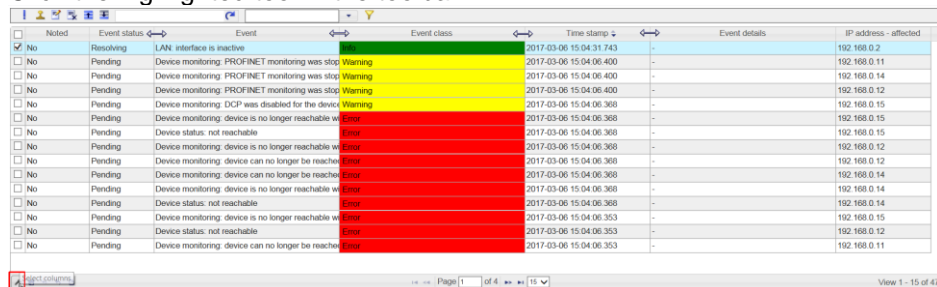 Noted Event status Event Event class Time stamp Event details IP address - affected
No Resolving LAN: interface is inactive Info 2017-03-06 15:04:31.743 - 192.168.0.2
No Pending Device monitoring: PROFINET monitoring was stop Warning 2017-03-06 15:04:06.400 - 192.168.0.11
No Pending Device monitoring: PROFINET monitoring was stop Warning 2017-03-06 15:04:06.400 - 192.168.0.14
No Pending Device monitoring: PROFINET monitoring was stop Warning 2017-03-06 15:04:06.400 - 192.168.0.12
No Pending Device monitoring: DCP was disabled for the device Warning 2017-03-06 15:04:06.368 - 192.168.0.15
No Pending Device monitoring: device is no longer reachable wi Error 2017-03-06 15:04:06.368 - 192.168.0.15
No Pending Device status: not reachable Error 2017-03-06 15:04:06.368 - 192.168.0.15
No Pending Device monitoring: device is no longer reachable wi Error 2017-03-06 15:04:06.368 - 192.168.0.12
No Pending Device monitoring: device can no longer be reached Error 2017-03-06 15:04:06.368 - 192.168.0.12
No Pending Device monitoring: device can no longer be reached Error 2017-03-06 15:04:06.368 - 192.168.0.14
No Pending Device monitoring: device is no longer reachable wi Error 2017-03-06 15:04:06.368 - 192.168.0.14
No Pending Device status: not reachable Error 2017-03-06 15:04:06.368 - 192.168.0.14
No Pending Device monitoring: device is no longer reachable wi Error 2017-03-06 15:04:06.353 - 192.168.0.15
No Pending Device status: not reachable Error 2017-03-06 15:04:06.353 - 192.168.0.12
No Pending Device monitoring: device can no longer be reached Error 2017-03-06 15:04:06.353 - 192.168.0.11
Select columns Page 1 of 4 15 View 1 - 15 of 47